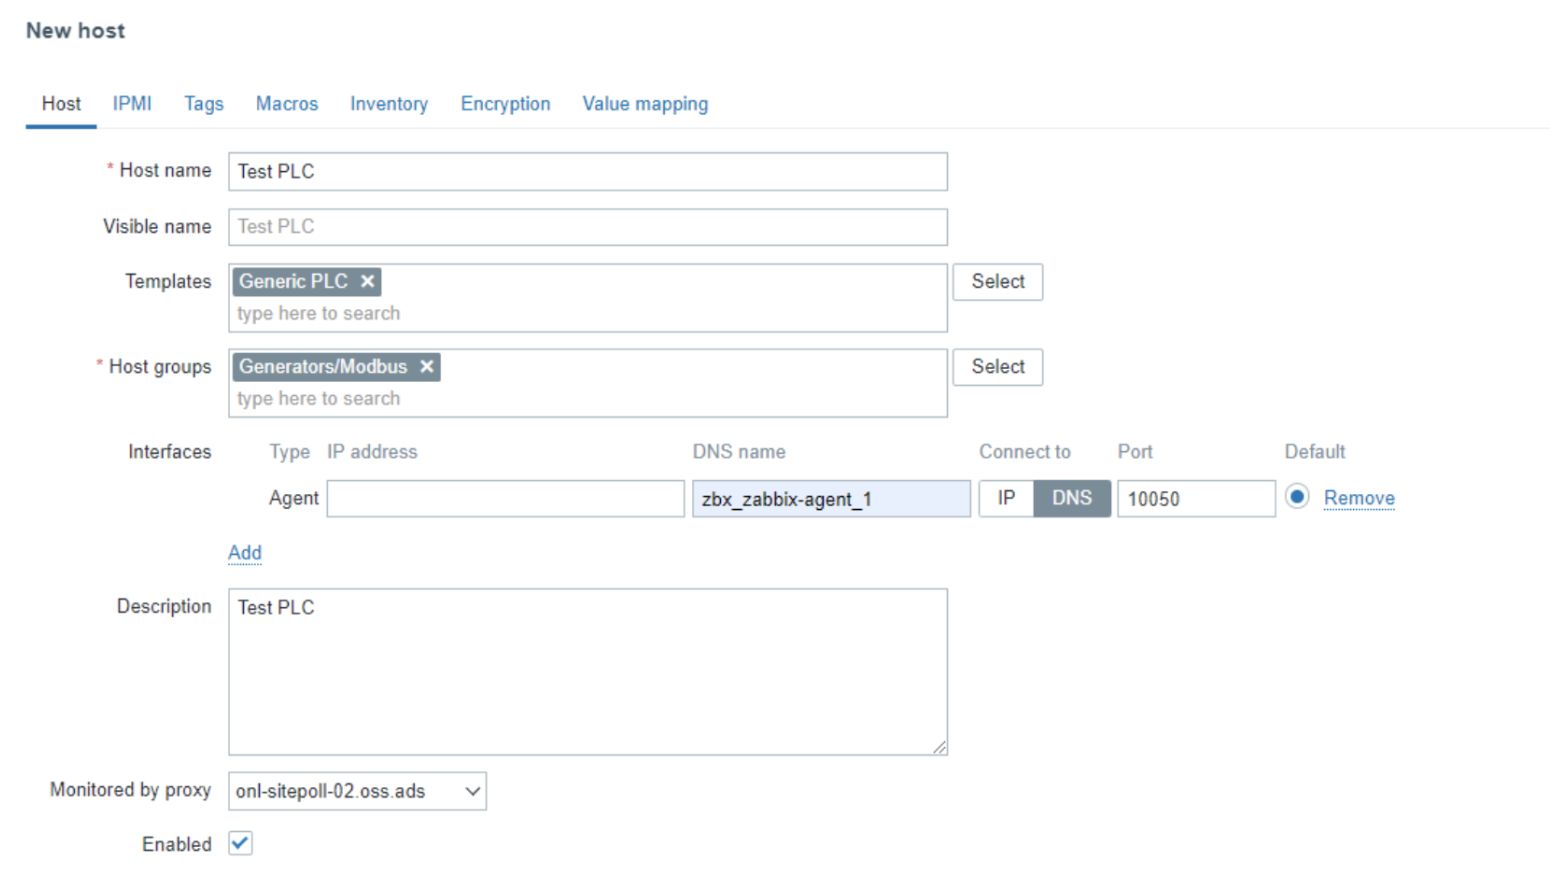 New host
Host IPMI Tags Macros Inventory Encryption Value mapping
* Host name Test PLC
Visible name Test PLC
Templates Generic PLC × Select
type here to search
* Host groups Generators/Modbus × Select
type here to search
Interfaces Type IP address DNS name Connect to Port Default
Agent zbx_zabbix-agent_1 IP DNS 10050 Remove
Add
Description Test PLC
Monitored by proxy onl-sitepoll-02.oss.ads
Enabled